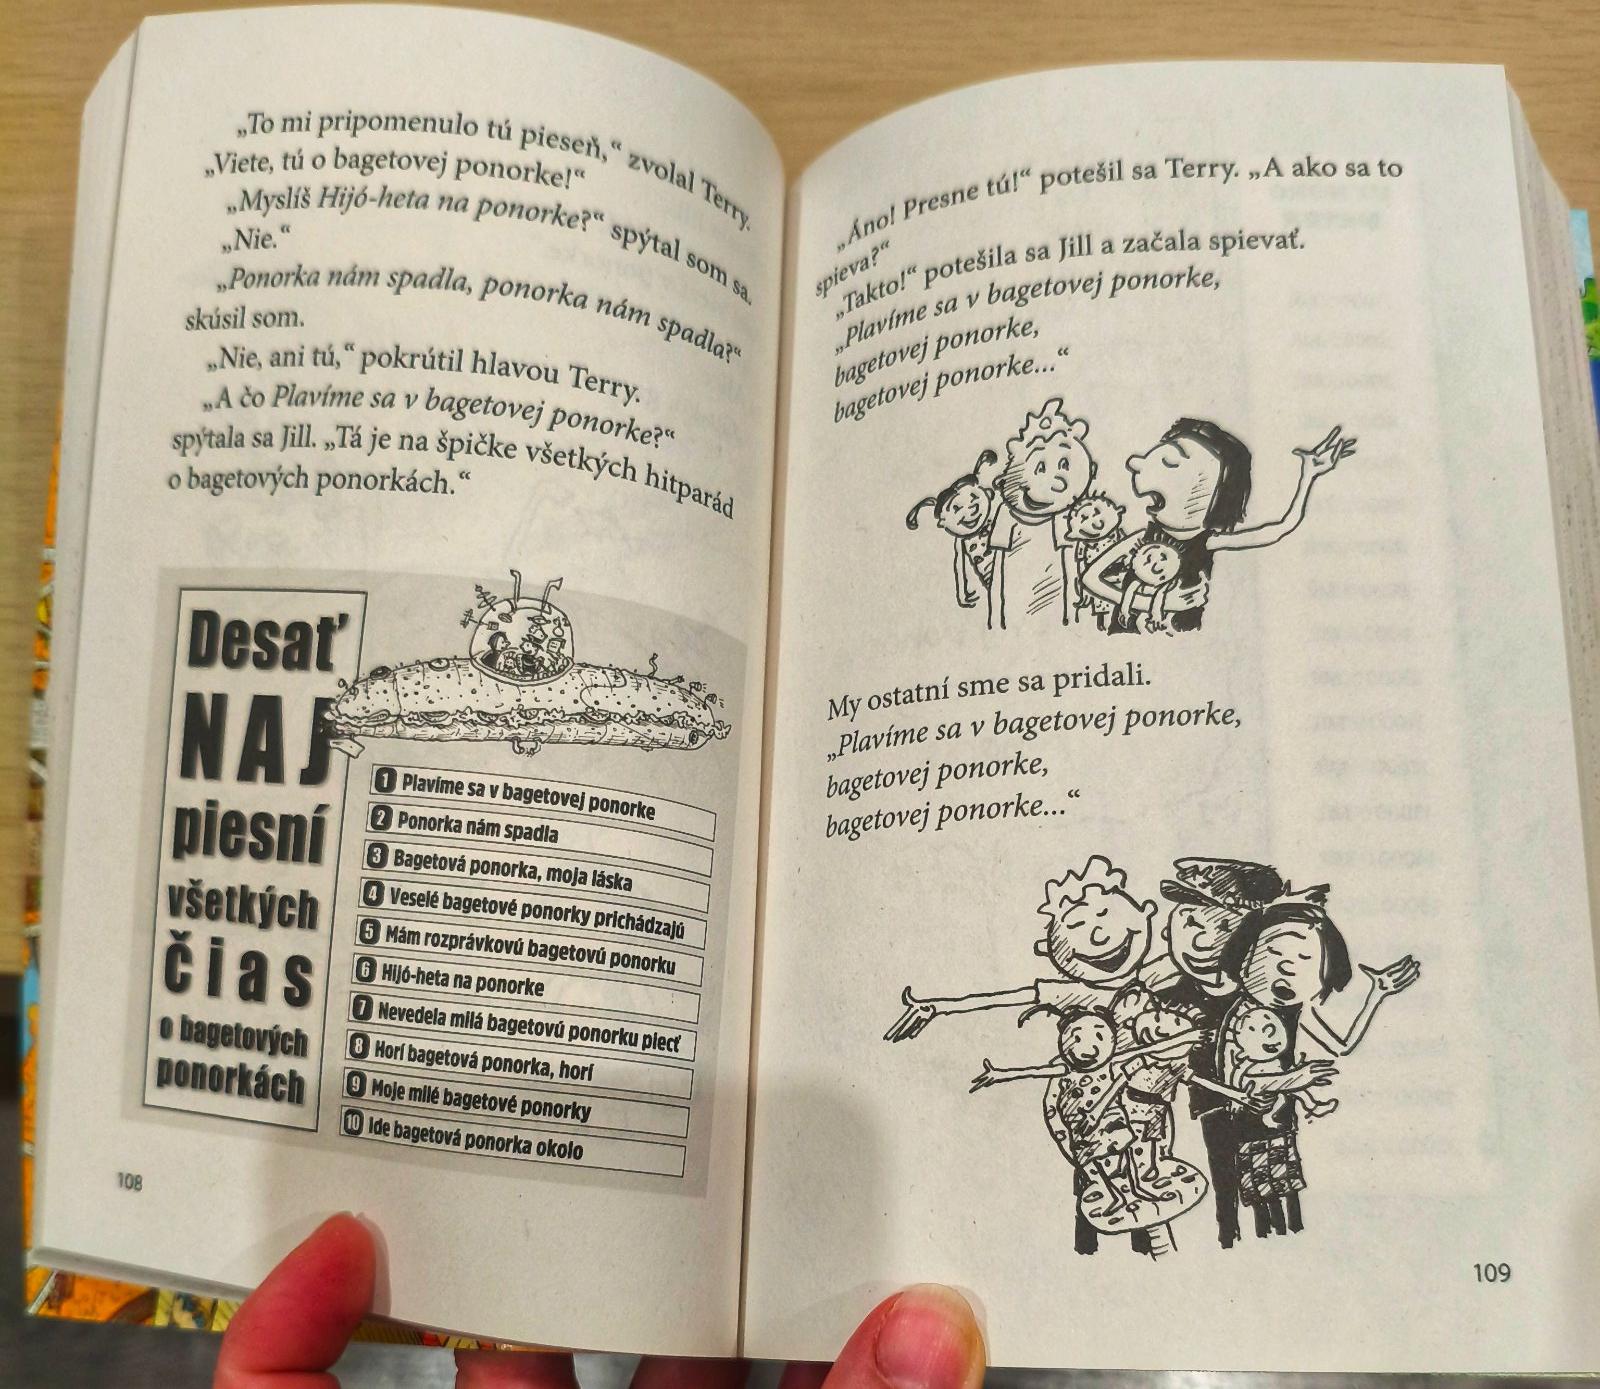 „To mi pripomenulo tú pieseň,“ zvolal Terry.
„Viete, tú o bagetovej ponorke!“
„Myslíš Hijó-heta na ponorke?“ spýtal som sa.
„Nie.“
„Ponorka nám spadla, ponorka nám spadla?“
skúsil som.
„Nie, ani tú,“ pokrútil hlavou Terry.
„A čo Plavíme sa v bagetovej ponorke?“
spýtala sa Jill. „Tá je na špičke všetkých hitparád
o bagetových ponorkách.“
Desať
NAJ
piesní
všetkých
čias
o bagetových
ponorkách
1 Plavíme sa v bagetovej ponorke
2 Ponorka nám spadla
3 Bagetová ponorka, moja láska
4 Veselé bagetové ponorky prichádzajú
5 Mám rozprávkovú bagetovú ponorku
6 Hijó-heta na ponorke
7 Nevedela milá bagetovú ponorku piecť
8 Horí bagetová ponorka, horí
9 Moje milé bagetové ponorky
10 Ide bagetová ponorka okolo
108
„Áno! Presne tú!“ potešil sa Terry. „A ako sa to
spieva?“
„Takto!“ potešila sa Jill a začala spievať.
„Plavíme sa v bagetovej ponorke,
bagetovej ponorke,
bagetovej ponorke...“
My ostatní sme sa pridali.
„Plavíme sa v bagetovej ponorke,
bagetovej ponorke,
bagetovej ponorke...“
109